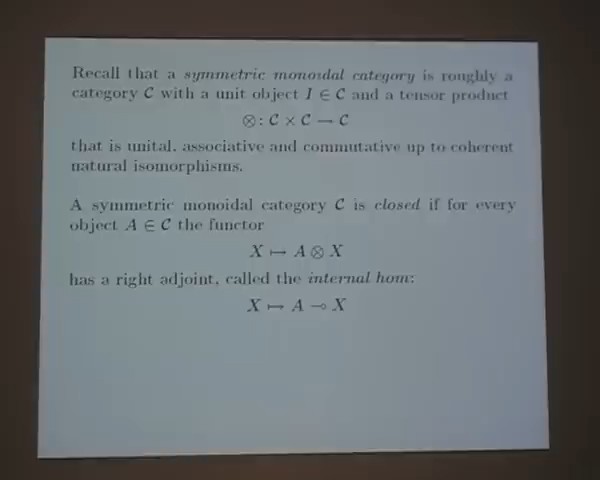 Recall that a symmetric monoidal category is roughly a
category C with a unit object I ∈ C and a tensor product
⊗: C × C → C
that is unital, associative and commutative up to coherent
natural isomorphisms.
A symmetric monoidal category C is closed if for every
object A ∈ C the functor
X ↦ A ⊗ X
has a right adjoint, called the internal hom:
X ↦ A ⊸ X